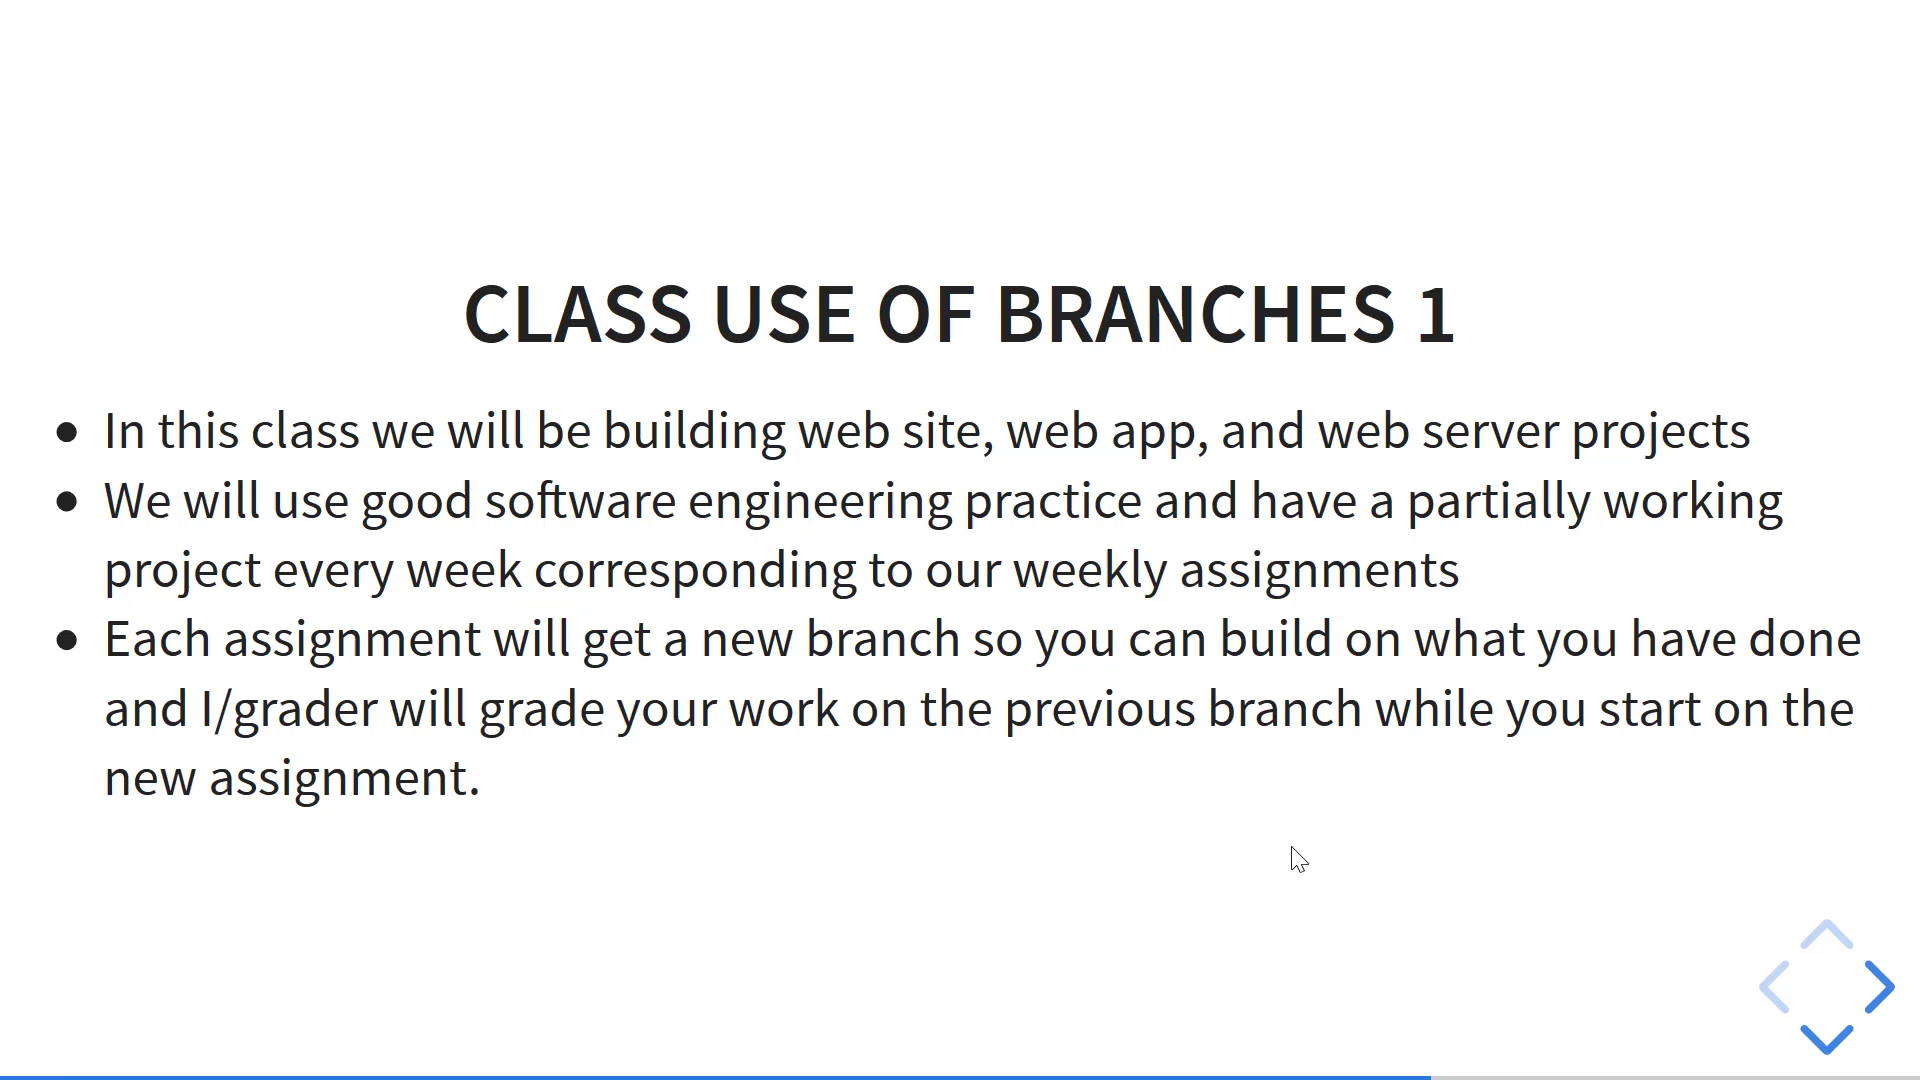 CLASS USE OF BRANCHES 1
In this class we will be building web site, web app, and web server projects
We will use good software engineering practice and have a partially working
project every week corresponding to our weekly assignments
Each assignment will get a new branch so you can build on what you have done
and I/grader will grade your work on the previous branch while you start on the
new assignment.